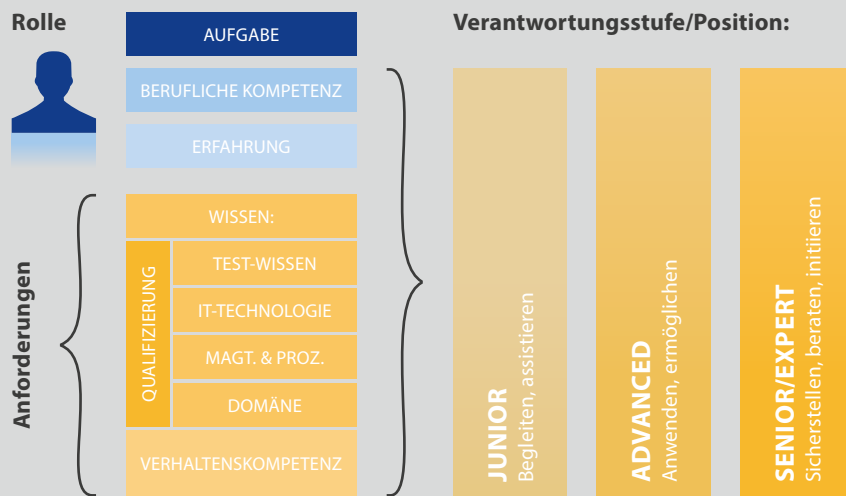 Rolle
AUFGABE
BERUFLICHE KOMPETENZ
ERFAHRUNG
Anforderungen
WISSEN:
QUALIFIZIERUNG
TEST-WISSEN
IT-TECHNOLOGIE
MAGT. & PROZ.
DOMÄNE
VERHALTENSKOMPETENZ
Verantwortungsstufe/Position:
JUNIOR
Begleiten, assistieren
ADVANCED
Anwenden, ermöglichen
SENIOR/EXPERT
Sicherstellen, beraten, initiieren